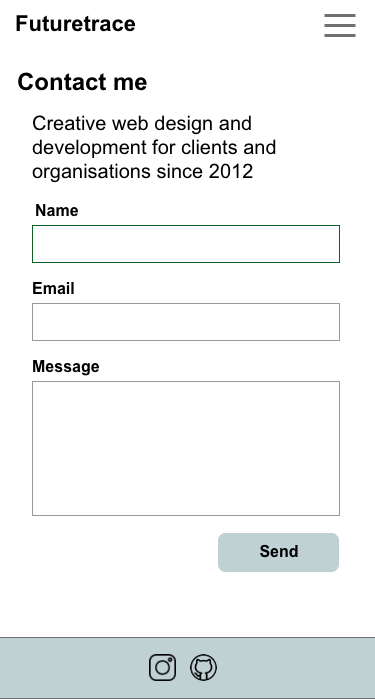 Futuretrace
Contact me
Creative web design and
development for clients and
organisations since 2012
Name
Email
Message
Send